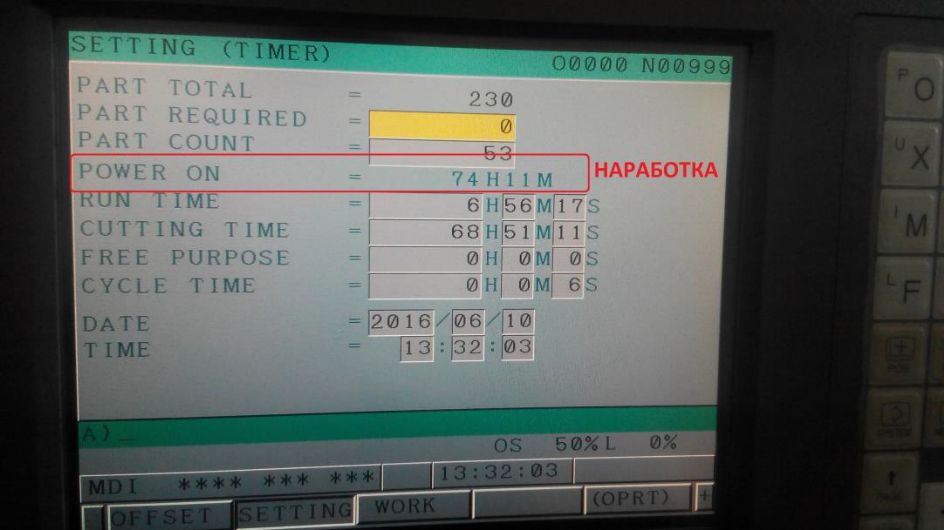 SETTING (TIMER)
O0000 N00999
PART TOTAL = 230
PART REQUIRED = 0
PART COUNT = 53
POWER ON = 74H11M
НАРАБОТКА
RUN TIME = 6H56M17S
CUTTING TIME = 68H51M11S
FREE PURPOSE = 0H 0M 0S
CYCLE TIME = 0H 0M 6S
DATE = 2016/06/10
TIME = 13:32:03
A)_
OS 50% L 0%
MDI **** *** *** 13:32:03
OFFSET SETTING WORK (OPRT) +
P O
U X
I M
L F